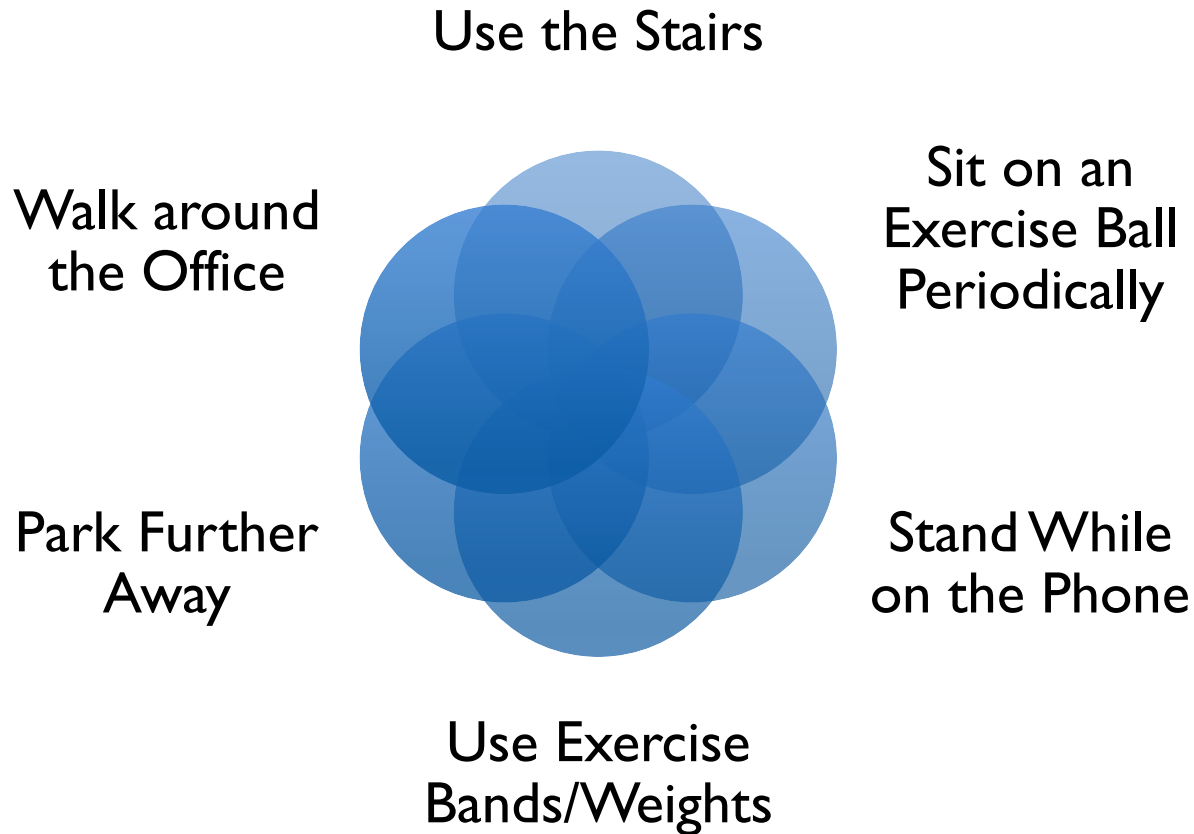 Use the Stairs
Sit on an
Exercise Ball
Periodically
Stand While
on the Phone
Use Exercise
Bands/Weights
Park Further
Away
Walk around
the Office